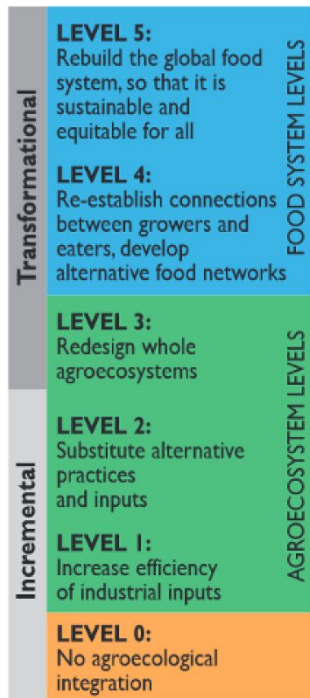 LEVEL 5:
Rebuild the global food
system, so that it is
sustainable and
equitable for all
LEVEL 4:
Re-establish connections
between growers and
eaters, develop
alternative food networks
LEVEL 3:
Redesign whole
agroecosystems
LEVEL 2:
Substitute alternative
practices
and inputs
LEVEL 1:
Increase efficiency
of industrial inputs
LEVEL 0:
No agroecological
integration
Transformational
Incremental
FOOD SYSTEM LEVELS
AGROECOSYSTEM LEVELS